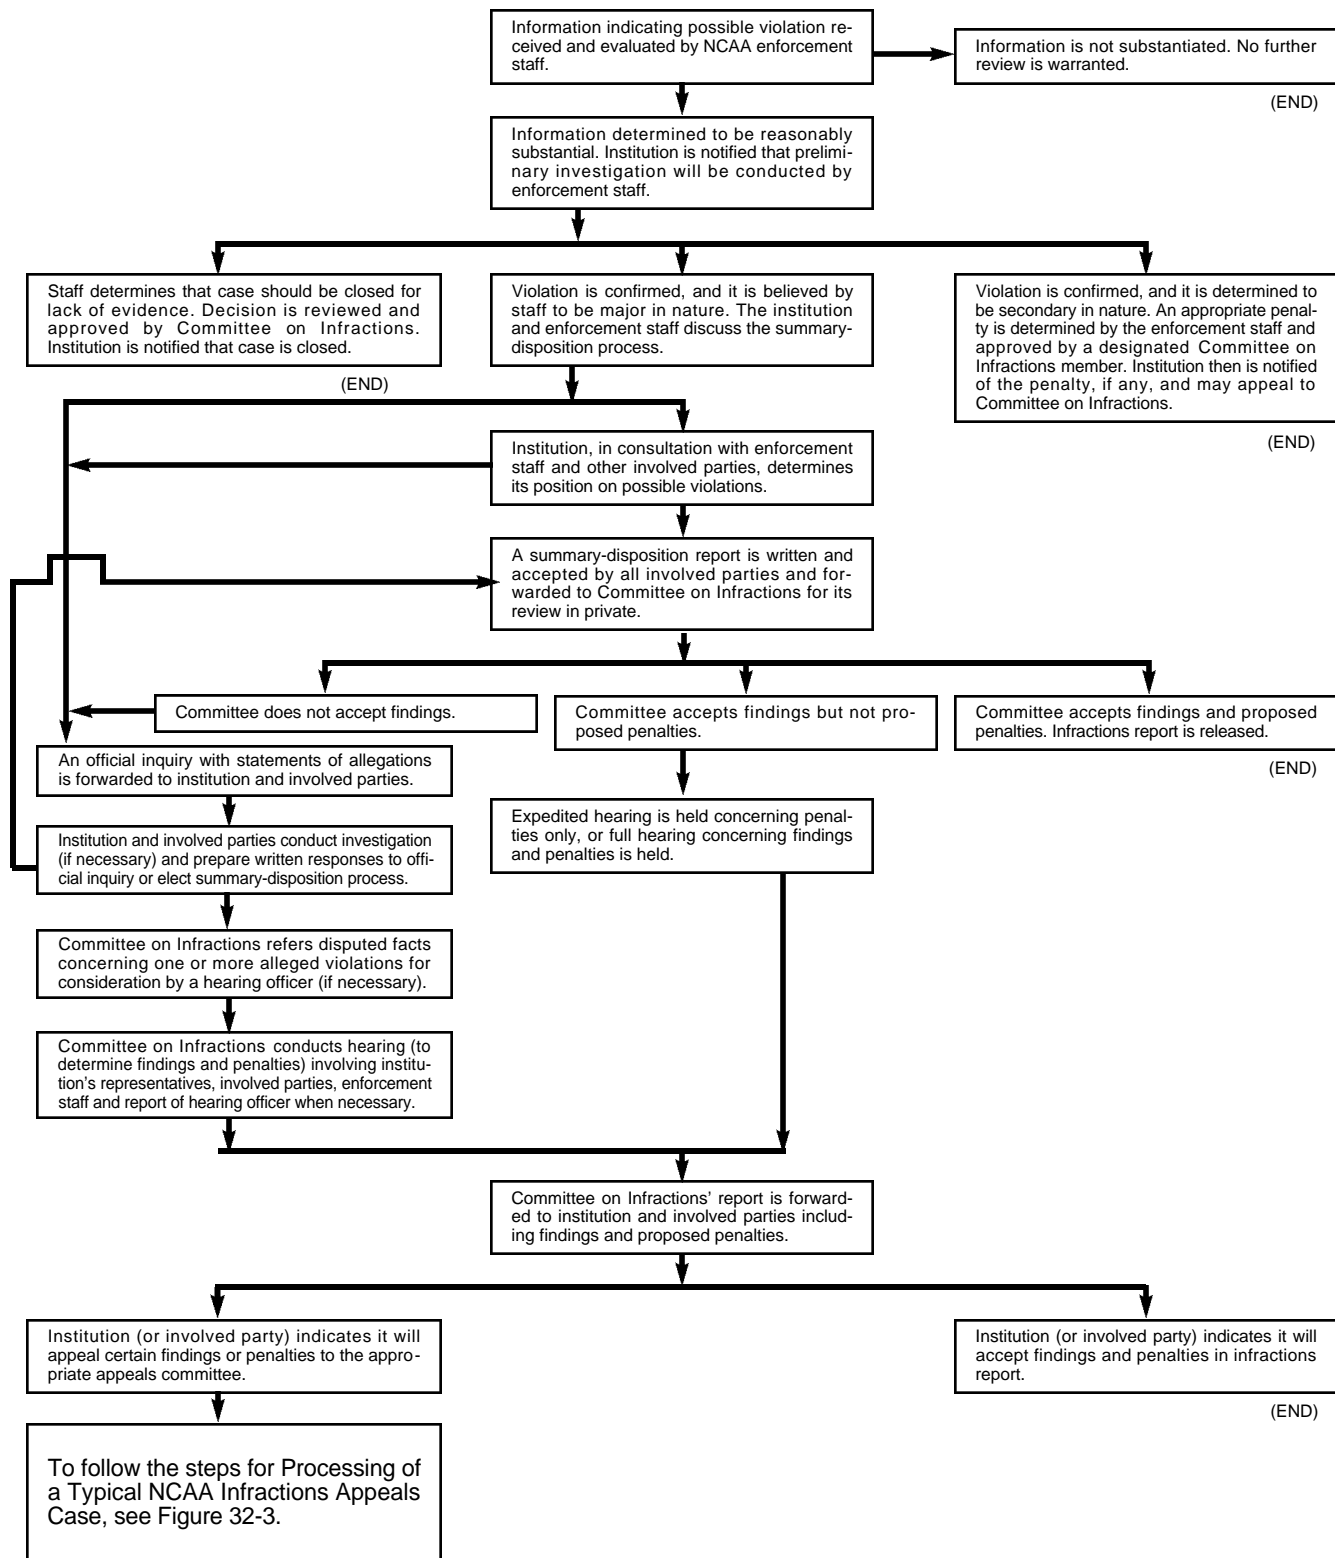 Information indicating possible violation re-
ceived and evaluated by NCAA enforcement
staff.
Information is not substantiated. No further
review is warranted.
(END)
Information determined to be reasonably
substantial. Institution is notified that prelimi-
nary investigation will be conducted by
enforcement staff.
Staff determines that case should be closed for
lack of evidence. Decision is reviewed and
approved by Committee on Infractions.
Institution is notified that case is closed.
(END)
Violation is confirmed, and it is believed by
staff to be major in nature. The institution
and enforcement staff discuss the summary-
disposition process.
Violation is confirmed, and it is determined to
be secondary in nature. An appropriate penal-
ty is determined by the enforcement staff and
approved by a designated Committee on
Infractions member. Institution then is notified
of the penalty, if any, and may appeal to
Committee on Infractions.
(END)
Institution, in consultation with enforcement
staff and other involved parties, determines
its position on possible violations.
A summary-disposition report is written and
accepted by all involved parties and for-
warded to Committee on Infractions for its
review in private.
Committee does not accept findings.
Committee accepts findings but not pro-
posed penalties.
Committee accepts findings and proposed
penalties. Infractions report is released.
(END)
An official inquiry with statements of allegations
is forwarded to institution and involved parties.
Expedited hearing is held concerning penal-
ties only, or full hearing concerning findings
and penalties is held.
Institution and involved parties conduct investigation
(if necessary) and prepare written responses to offi-
cial inquiry or elect summary-disposition process.
Committee on Infractions refers disputed facts
concerning one or more alleged violations for
consideration by a hearing officer (if necessary).
Committee on Infractions conducts hearing (to
determine findings and penalties) involving institu-
tion's representatives, involved parties, enforcement
staff and report of hearing officer when necessary.
Committee on Infractions' report is forward-
ed to institution and involved parties includ-
ing findings and proposed penalties.
Institution (or involved party) indicates it will
appeal certain findings or penalties to the appro-
priate appeals committee.
Institution (or involved party) indicates it will
accept findings and penalties in infractions
report.
(END)
To follow the steps for Processing of
a Typical NCAA Infractions Appeals
Case, see Figure 32-3.